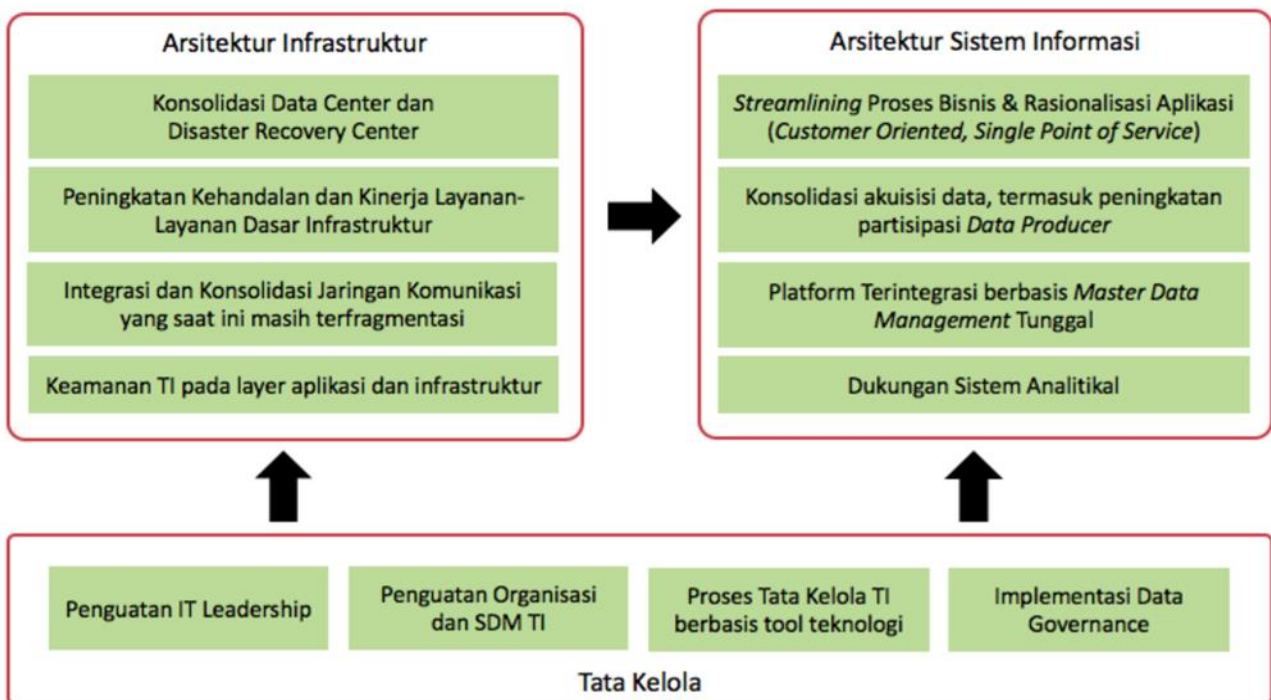 Arsitektur Infrastruktur
Konsolidasi Data Center dan
Disaster Recovery Center
Peningkatan Kehandalan dan Kinerja Layanan-
Layanan Dasar Infrastruktur
Integrasi dan Konsolidasi Jaringan Komunikasi
yang saat ini masih terfragmentasi
Keamanan TI pada layer aplikasi dan infrastruktur
Arsitektur Sistem Informasi
Streamlining Proses Bisnis & Rasionalisasi Aplikasi
(Customer Oriented, Single Point of Service)
Konsolidasi akuisisi data, termasuk peningkatan
partisipasi Data Producer
Platform Terintegrasi berbasis Master Data
Management Tunggal
Dukungan Sistem Analitikal
Penguatan IT Leadership
Penguatan Organisasi
dan SDM TI
Proses Tata Kelola TI
berbasis tool teknologi
Implementasi Data
Governance
Tata Kelola